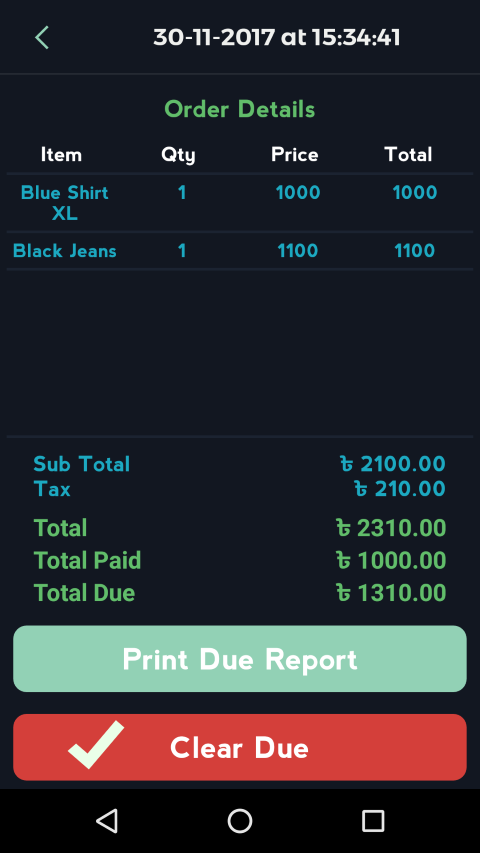 30-11-2017 at 15:34:41
Order Details
Item Qty Price Total
Blue Shirt XL 1 1000 1000
Black Jeans 1 1100 1100
Sub Total ৳ 2100.00
Tax ৳ 210.00
Total ৳ 2310.00
Total Paid ৳ 1000.00
Total Due ৳ 1310.00
Print Due Report
Clear Due